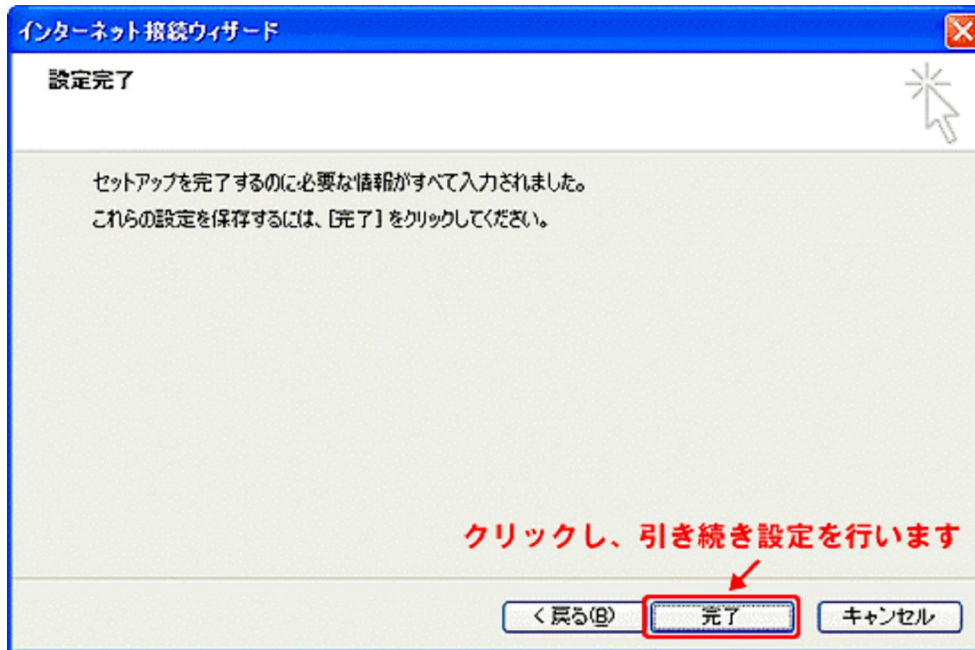 インターネット接続ウィザード
設定完了
セットアップを完了するのに必要な情報がすべて入力されました。
これらの設定を保存するには、[完了] をクリックしてください。
クリックし、引き続き設定を行います
< 戻る(B)
完了
キャンセル